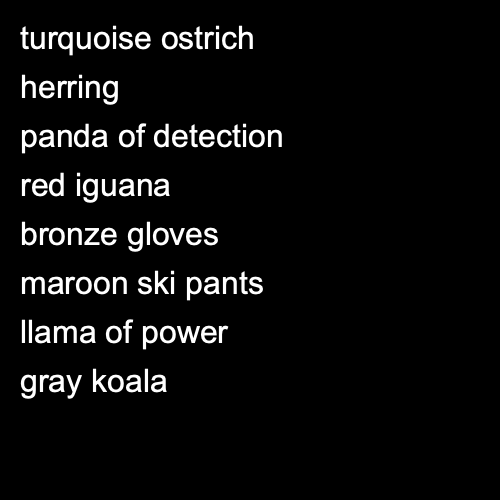 turquoise ostrich
herring
panda of detection
red iguana
bronze gloves
maroon ski pants
llama of power
gray koala